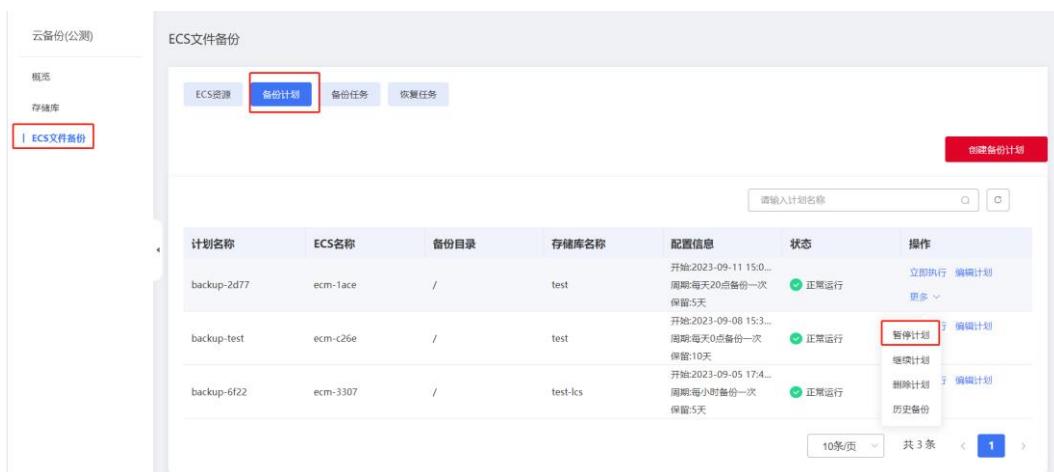 云备份(公测)
ECS文件备份
概览
存储库
ECS文件备份
ECS资源 备份计划 备份任务 恢复任务
创建备份计划
请输入计划名称
计划名称 ECS名称 备份目录 存储库名称 配置信息 状态 操作
开始:2023-09-11 15:0...
backup-2d77 ecm-1ace / test 周期:每天20点备份一次 正常运行 立即执行 编辑计划
保留:5天 更多
开始:2023-09-08 15:3...
backup-test ecm-c26e / test 周期:每天0点备份一次 正常运行 行 编辑计划
保留:10天
开始:2023-09-05 17:4...
backup-6f22 ecm-3307 / test-lcs 周期:每小时备份一次 正常运行 行 编辑计划
保留:5天
暂停计划
继续计划
删除计划
历史备份
10条/页 共 3 条 < 1 >